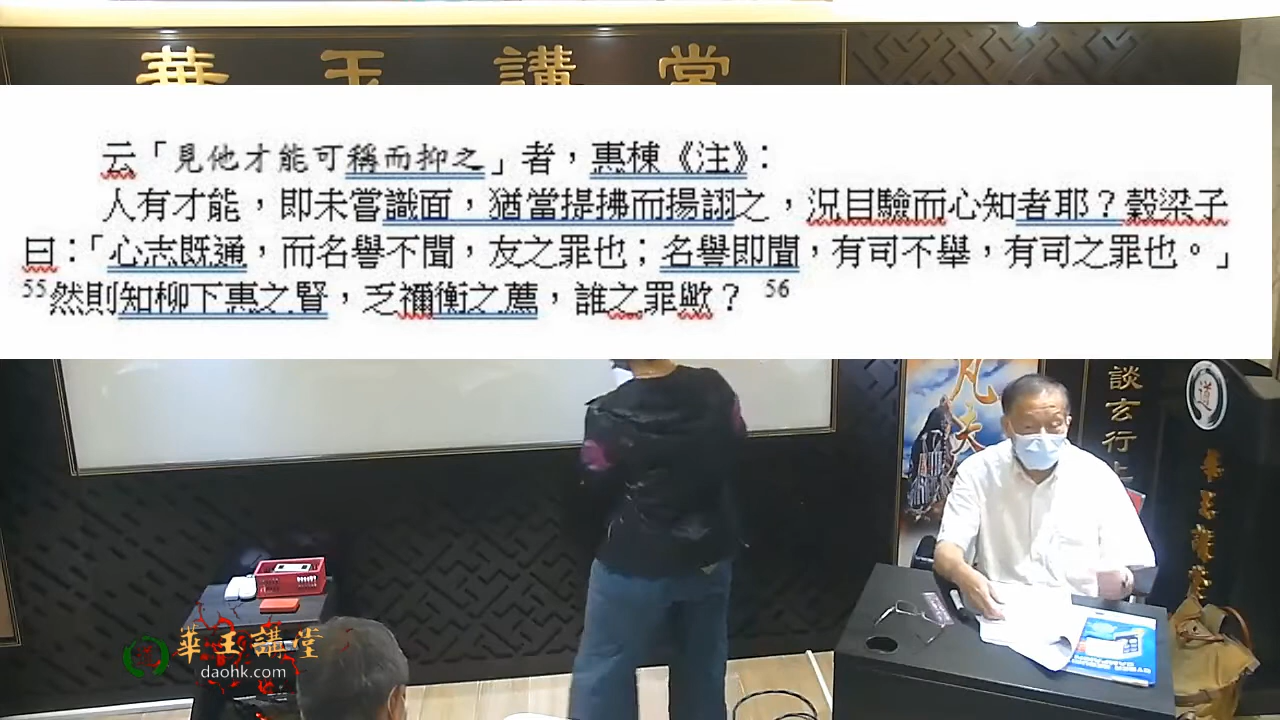 華玉講堂
云「見他才能可稱而抑之」者，惠棟《注》：
人有才能，即未嘗識面，猶當提拂而揚詡之，況目驗而心知者耶？穀梁子
曰：「心志既通，而名譽不聞，友之罪也；名譽即聞，有司不舉，有司之罪也。」
55然則知柳下惠之賢，乏禰衡之薦，誰之罪歟？ 56
凡夫
談玄行
道
華玉講堂
華玉講堂
daohk.com